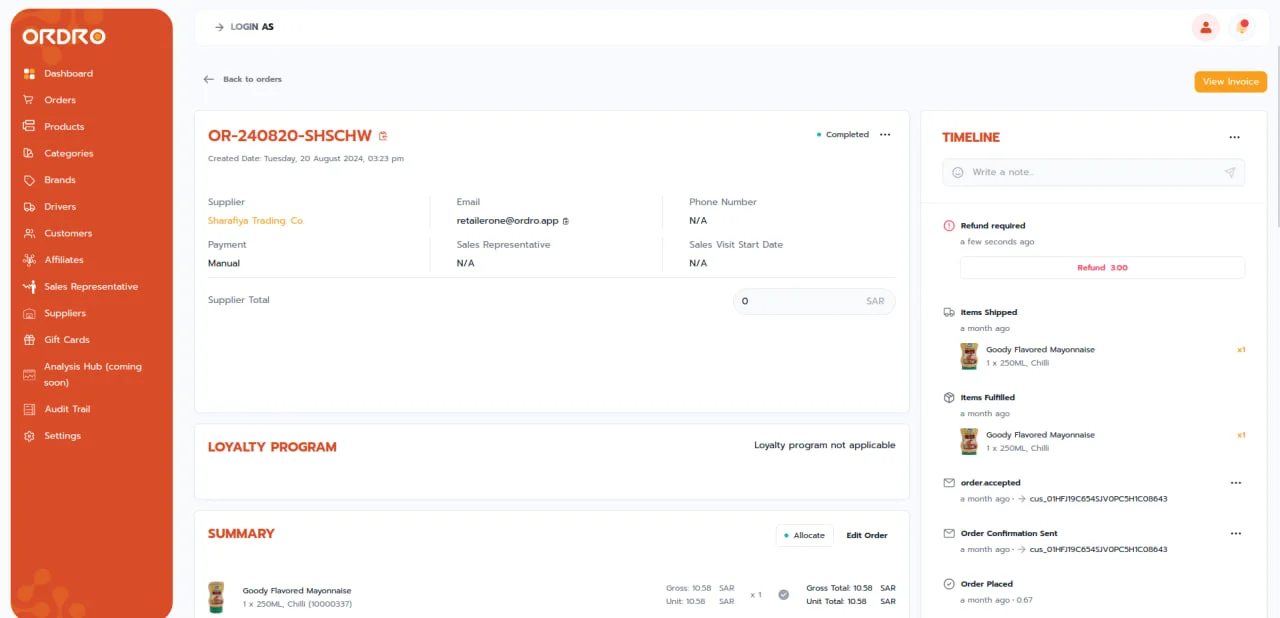 ORDRO
Dashboard
Orders
Products
Categories
Brands
Drivers
Customers
Affiliates
Sales Representative
Suppliers
Gift Cards
Analysis Hub (coming
soon)
Audit Trail
Settings
LOGIN AS
Back to orders
View Invoice
OR-240820-SHSCHW
Completed
Created Date: Tuesday, 20 August 2024, 03:23 pm
Supplier
Sharafiya Trading Co.
Email
retailerone@ordro.app
Phone Number
N/A
Payment
Manual
Sales Representative
N/A
Sales Visit Start Date
N/A
Supplier Total
0 SAR
LOYALTY PROGRAM
Loyalty program not applicable
SUMMARY
Allocate
Edit Order
Goody Flavored Mayonnaise
1 x 250ML, Chilli (10000337)
Gross: 10.58 SAR
Unit: 10.58 SAR
x 1
Gross Total: 10.58 SAR
Unit Total: 10.58 SAR
TIMELINE
Write a note..
Refund required
a few seconds ago
Refund 3.00
Items Shipped
a month ago
Goody Flavored Mayonnaise x1
1 x 250ML, Chilli
Items Fulfilled
a month ago
Goody Flavored Mayonnaise x1
1 x 250ML, Chilli
order.accepted
a month ago · → cus_01HFJ19C654SJV0PC5H1C08643
Order Confirmation Sent
a month ago · → cus_01HFJ19C654SJV0PC5H1C08643
Order Placed
a month ago · 0.67